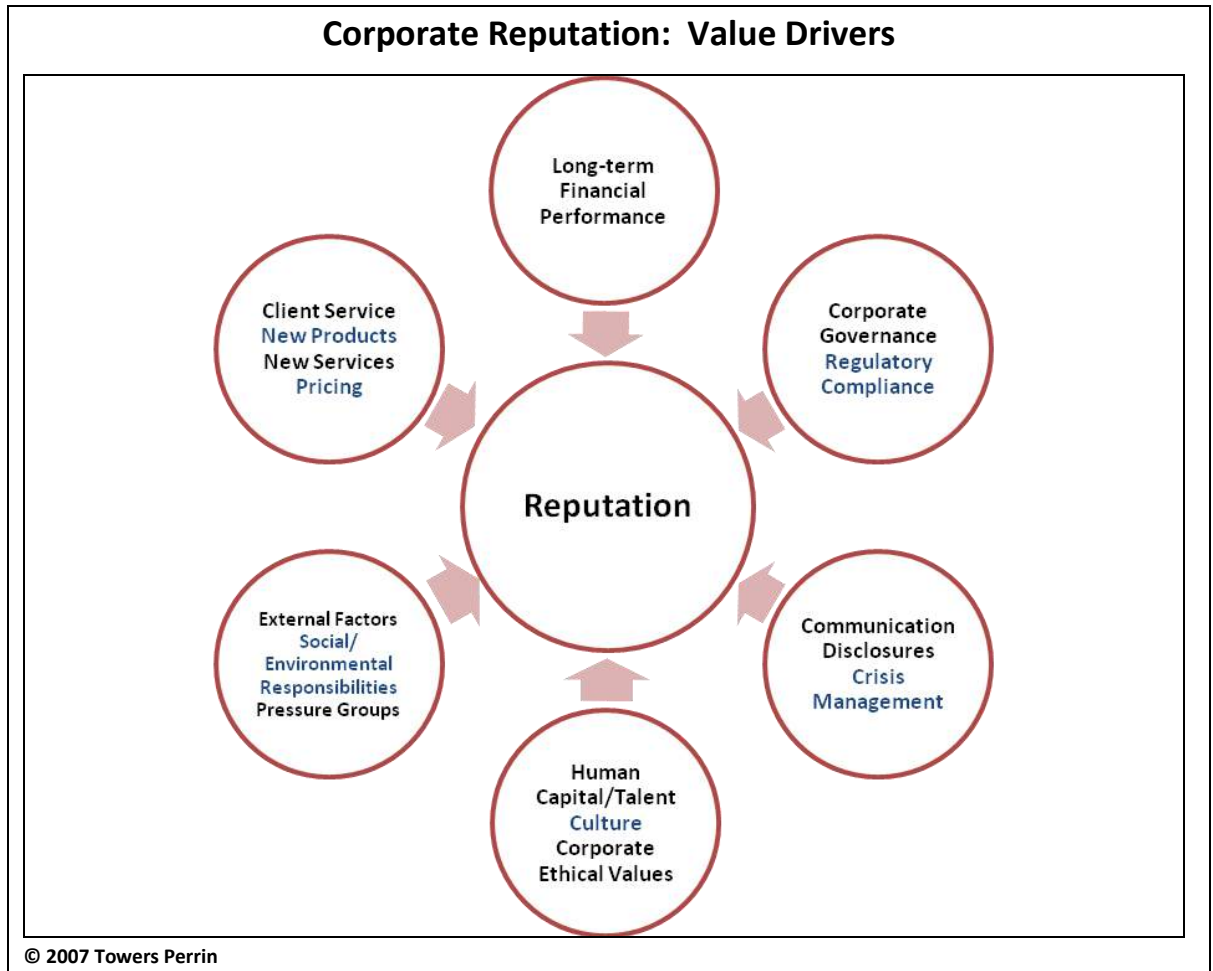 Corporate Reputation: Value Drivers
Long-term
Financial
Performance
Client Service
New Products
New Services
Pricing
Corporate
Governance
Regulatory
Compliance
Reputation
External Factors
Social/
Environmental
Responsibilities
Pressure Groups
Communication
Disclosures
Crisis
Management
Human
Capital/Talent
Culture
Corporate
Ethical Values
© 2007 Towers Perrin